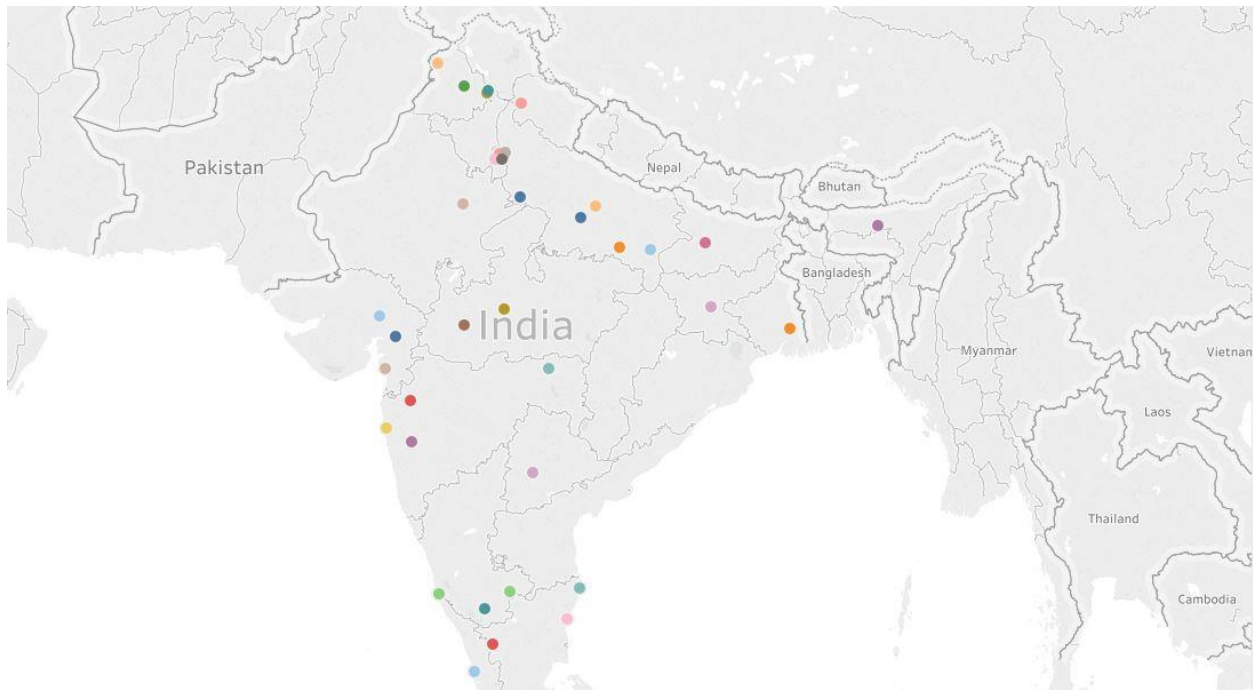 Pakistan
Nepal
Bhutan
Bangladesh
India
Myanmar
Vietnan
Laos
Thailand
Cambodia